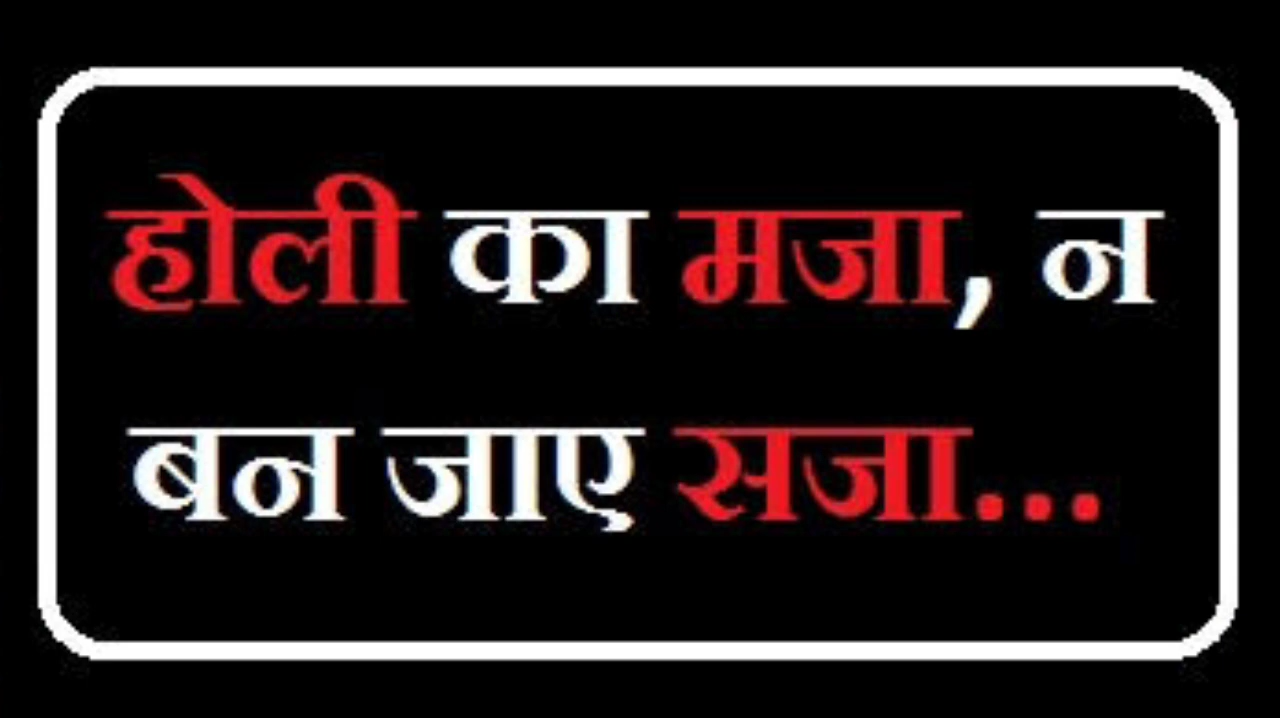 होली का मजा, न
बन जाए सजा...